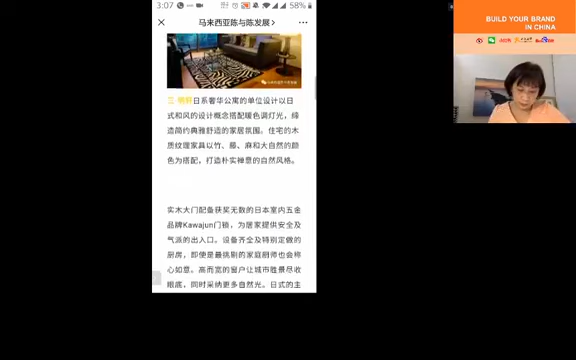 3:07
58%
马来西亚陈与陈发展>
BUILD YOUR BRAND
IN CHINA
三·明野日系奢华公寓的单位设计以日
式和风的设计概念搭配暖色调灯光，缔
造简约典雅舒适的家居氛围。住宅的木
质纹理家具以竹、藤、麻和大自然的颜
色为搭配，打造朴实禅意的自然风格。
实木大门配备获奖无数的日本室内五金
品牌Kawajun门锁，为居家提供安全及
气派的出入口。设备齐全及特别定做的
厨房，即使是最挑剔的家庭厨师也会称
心如意。高而宽的窗户让城市胜景尽收
眼底，同时采纳更多自然光。日式的主